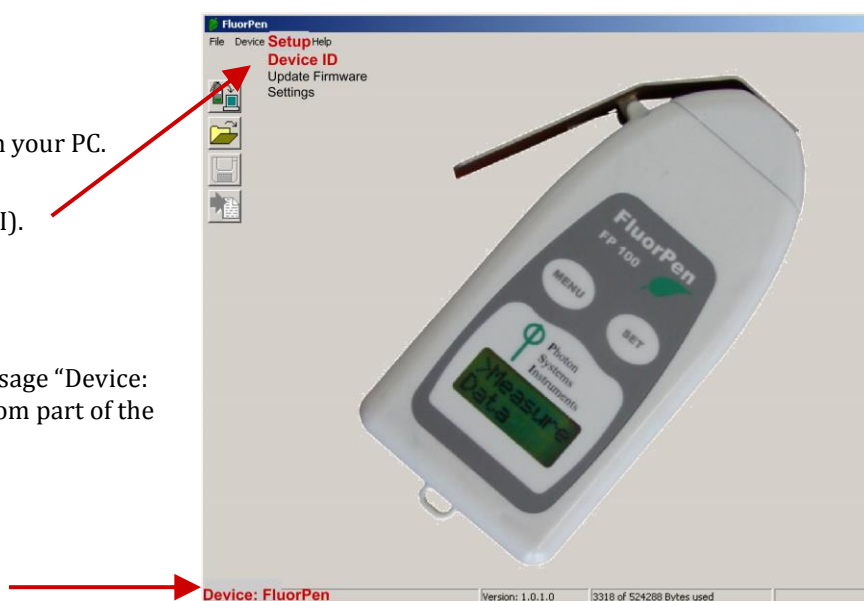 FluorPen
File Device Setup Help
Device ID
Update Firmware
Settings
n your PC.
I).
sage “Device:
om part of the
FluorPen
FP 100
MENU
SET
Photon
Systems
Instruments
>Measure
Data
Device: FluorPen
Version: 1.0.1.0
3318 of 524288 Bytes used